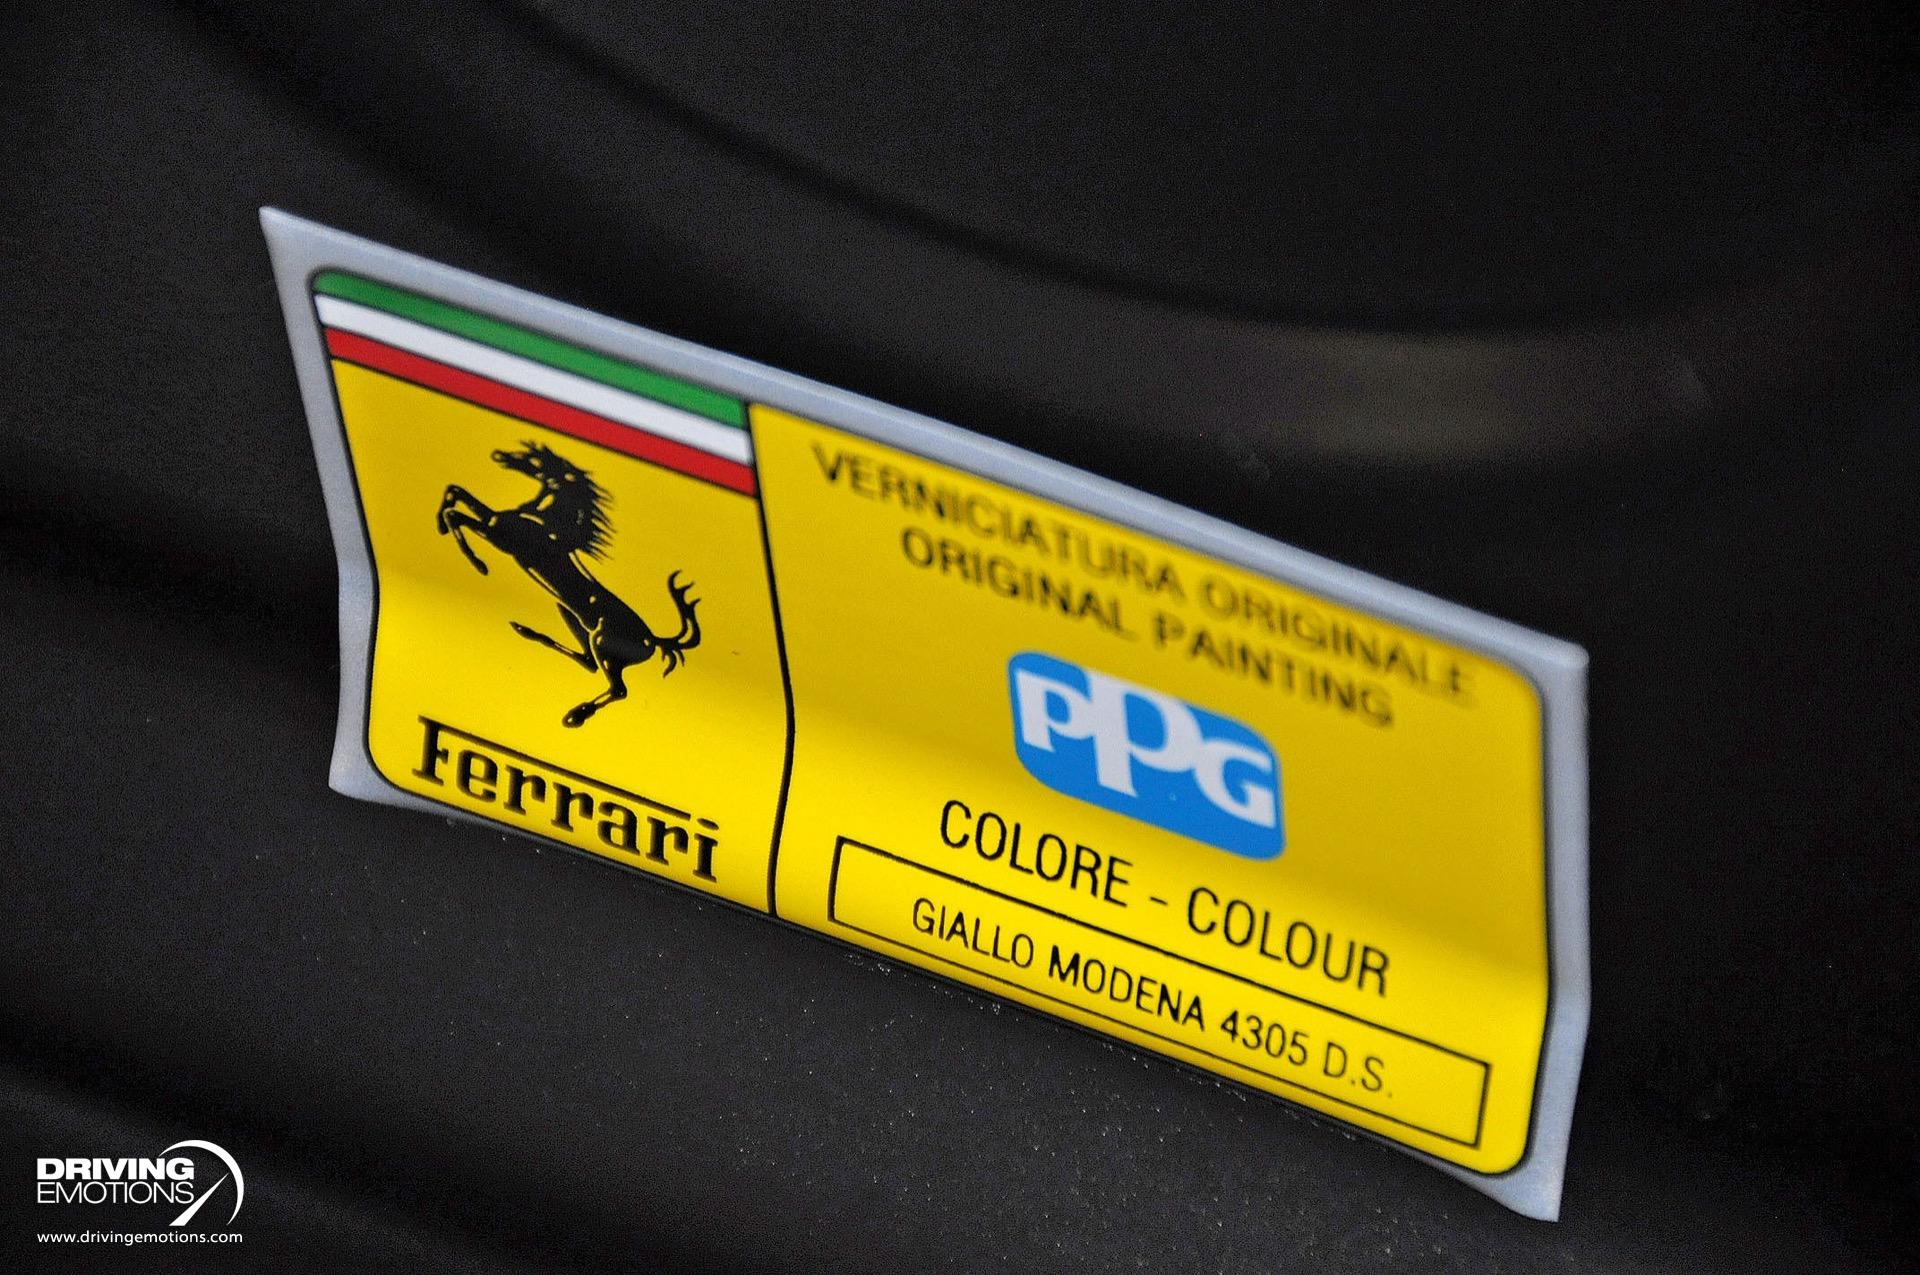 Ferrari
VERNICIATURA ORIGINALE
ORIGINAL PAINTING
PPG
COLORE - COLOUR
GIALLO MODENA 4305 D.S.
DRIVING
EMOTIONS
www.drivingemotions.com